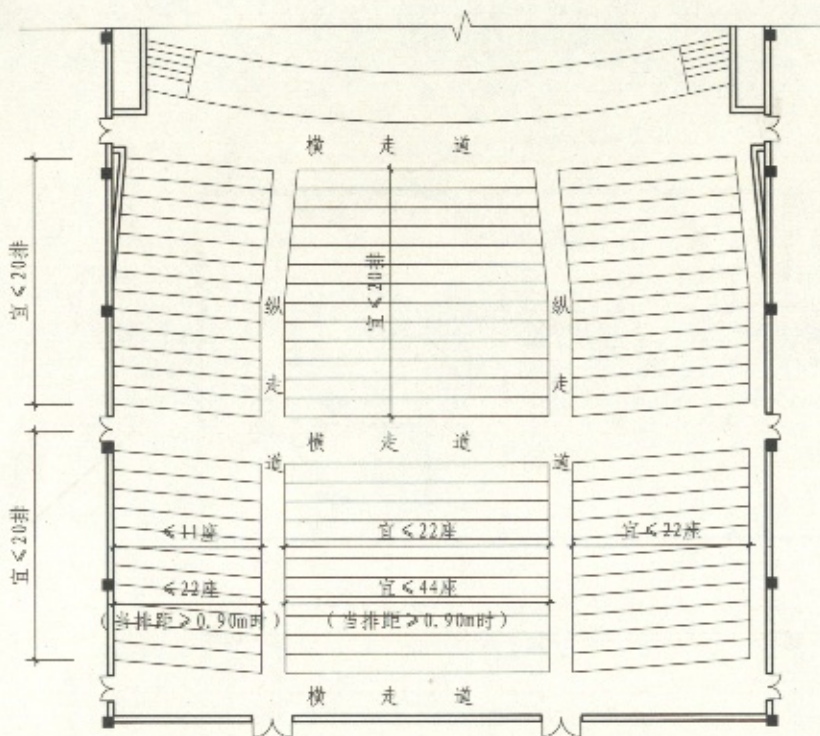 横 走 道
宜≤20排
宜≤20排
纵 走 道
纵 走 道
横 走 道
宜≤20排
≤11座
宜≤22座
宜≤22座
≤22座
宜≤44座
(当排距≥0.90m时)
(当排距≥0.90m时)
横 走 道